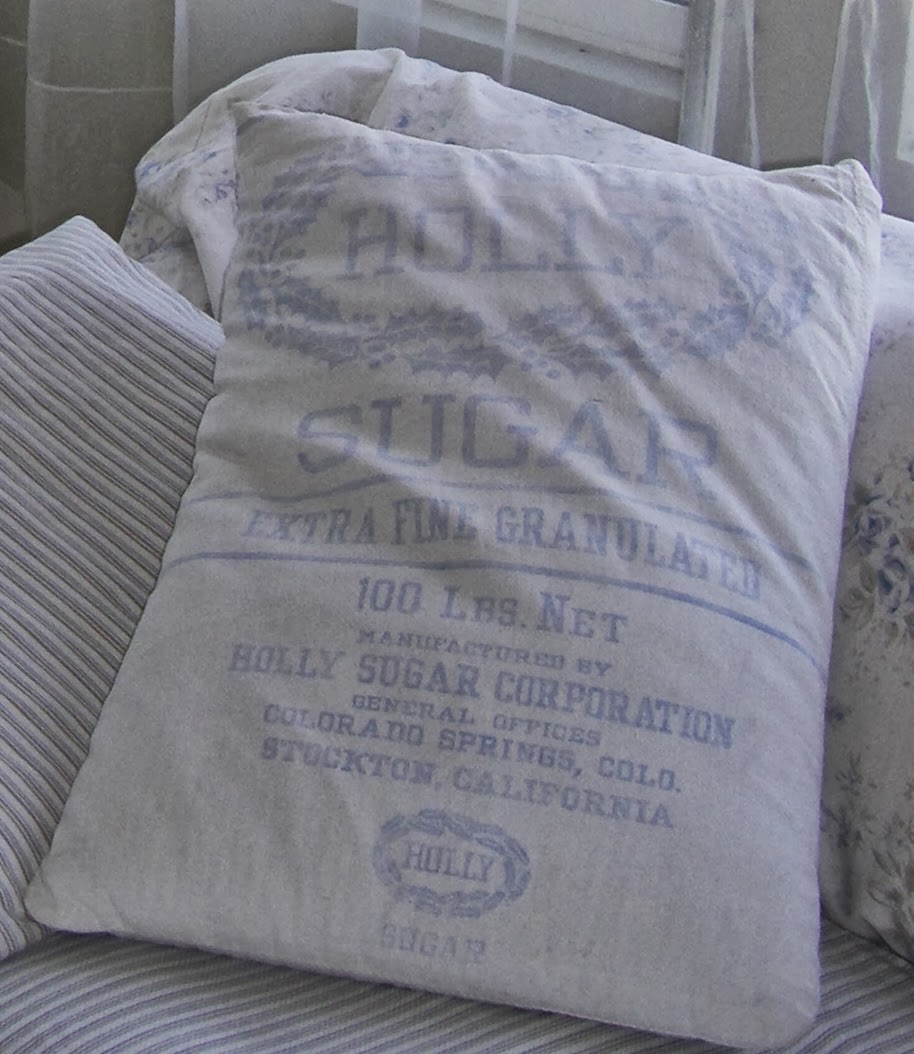 HOLLY
SUGAR
EXTRA FINE GRANULATED
100 LBS. NET
MANUFACTURED BY
HOLLY SUGAR CORPORATION
GENERAL OFFICES
COLORADO SPRINGS, COLO.
STOCKTON, CALIFORNIA
HOLLY
SUGAR